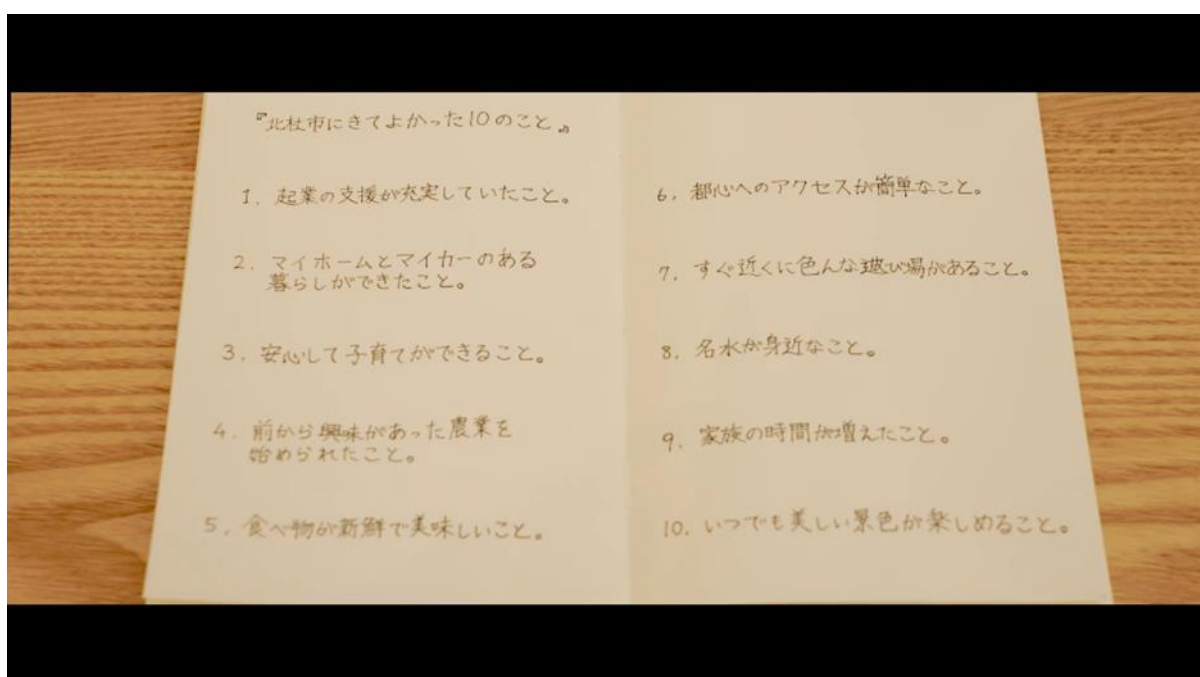 『北杜市にきてよかった10のこと』
1. 起業の支援が充実していたこと。
2. マイホームとマイカーのある
暮らしができたこと。
3. 安心して子育てができること。
4. 前から興味があった農業を
始められたこと。
5. 食べ物が新鮮で美味しいこと。
6. 都心へのアクセスが簡単なこと。
7. すぐ近くに色んな遊び場があること。
8. 名水が身近なこと。
9. 家族の時間が増えたこと。
10. いつでも美しい景色が楽しめること。